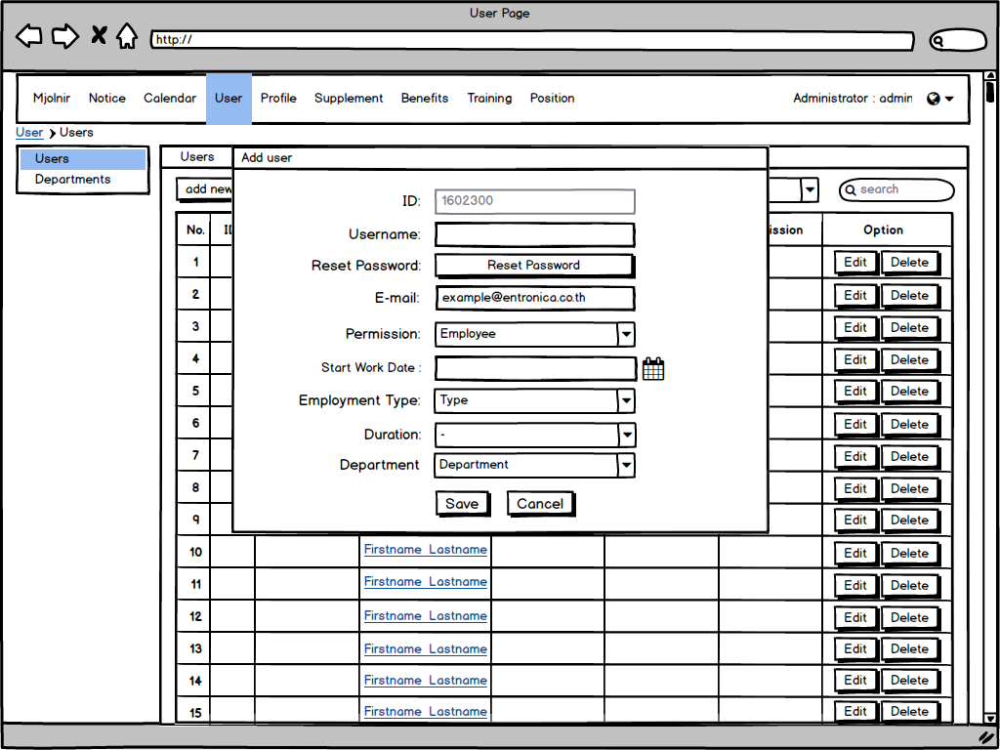 User Page
http://
Mjolnir Notice Calendar User Profile Supplement Benefits Training Position Administrator : admin
User Users
Users
Departments
Users
Add user
add new
search
ID: 1602300
Username:
Reset Password: Reset Password
E-mail: example@entronica.co.th
Permission: Employee
Start Work Date :
Employment Type: Type
Duration: -
Department Department
Save Cancel
No. ission Option
1 Edit Delete
2 Edit Delete
3 Edit Delete
4 Edit Delete
5 Edit Delete
6 Edit Delete
7 Edit Delete
8 Edit Delete
9 Edit Delete
10 Firstname Lastname Edit Delete
11 Firstname Lastname Edit Delete
12 Firstname Lastname Edit Delete
13 Firstname Lastname Edit Delete
14 Firstname Lastname Edit Delete
15 Firstname Lastname Edit Delete